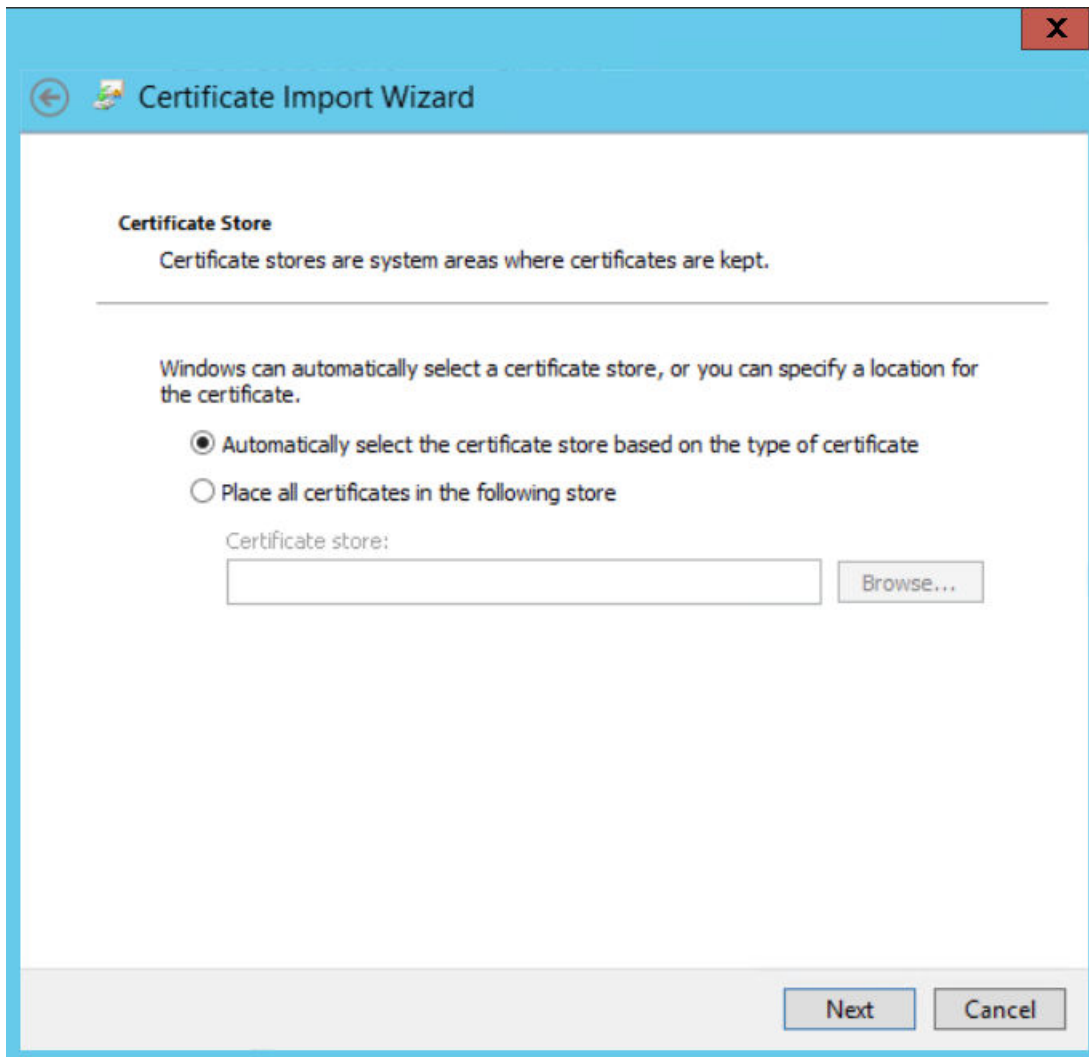 X
Certificate Import Wizard
Certificate Store
Certificate stores are system areas where certificates are kept.
Windows can automatically select a certificate store, or you can specify a location for
the certificate.
Automatically select the certificate store based on the type of certificate
Place all certificates in the following store
Certificate store:
Browse...
Next
Cancel